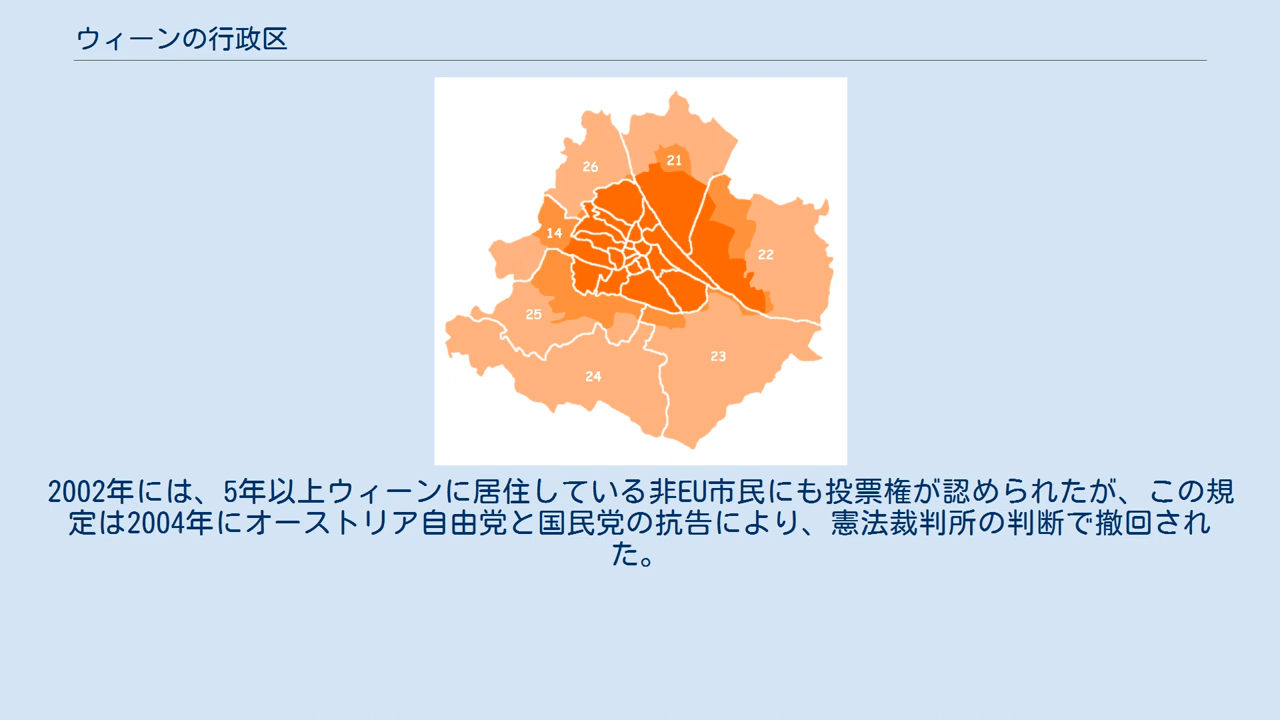 ウィーンの行政区
26
21
14
22
25
23
24
2002年には、5年以上ウィーンに居住している非EU市民にも投票権が認められたが、この規
定は2004年にオーストリア自由党と国民党の抗告により、憲法裁判所の判断で撤回され
た。